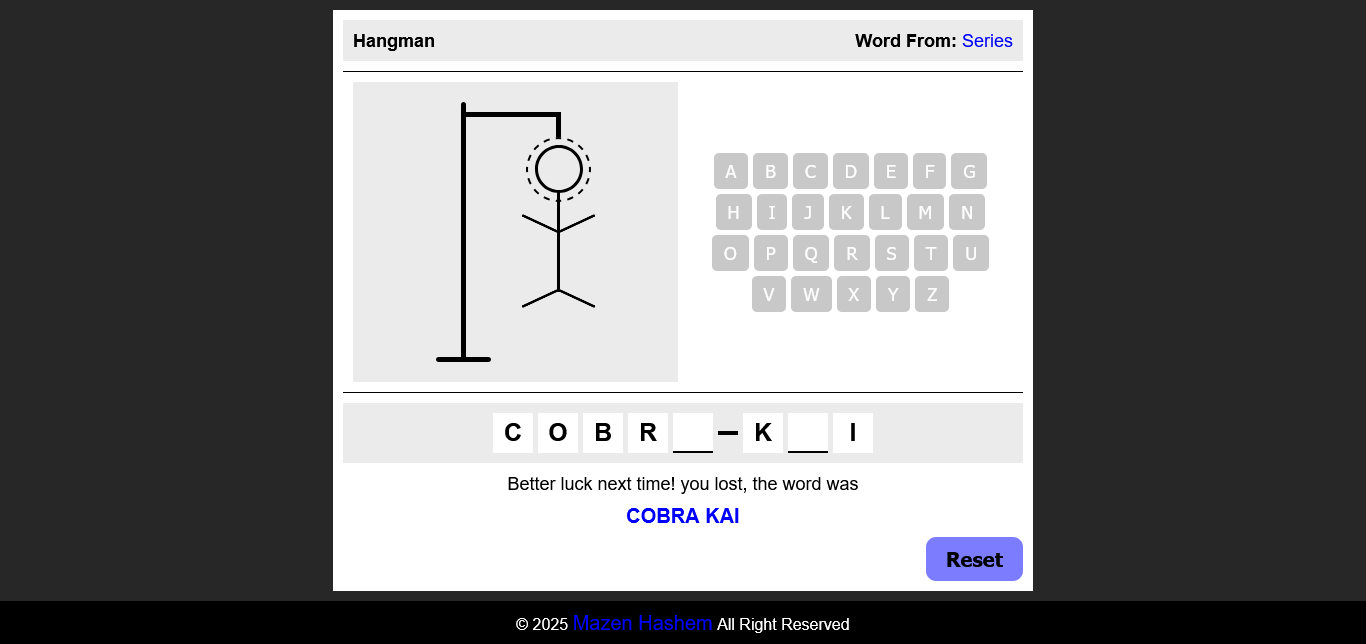 Hangman Word From: Series
A B C D E F G
H I J K L M N
O P Q R S T U
V W X Y Z
C O B R _ – K _ I
Better luck next time! you lost, the word was
COBRA KAI
Reset
© 2025 Mazen Hashem All Right Reserved